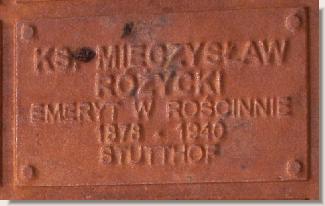 KS. MIECZYSŁAW
RÓŻYCKI
EMERYT W ROŚCINNIE
1878 - 1940
STUTTHOF